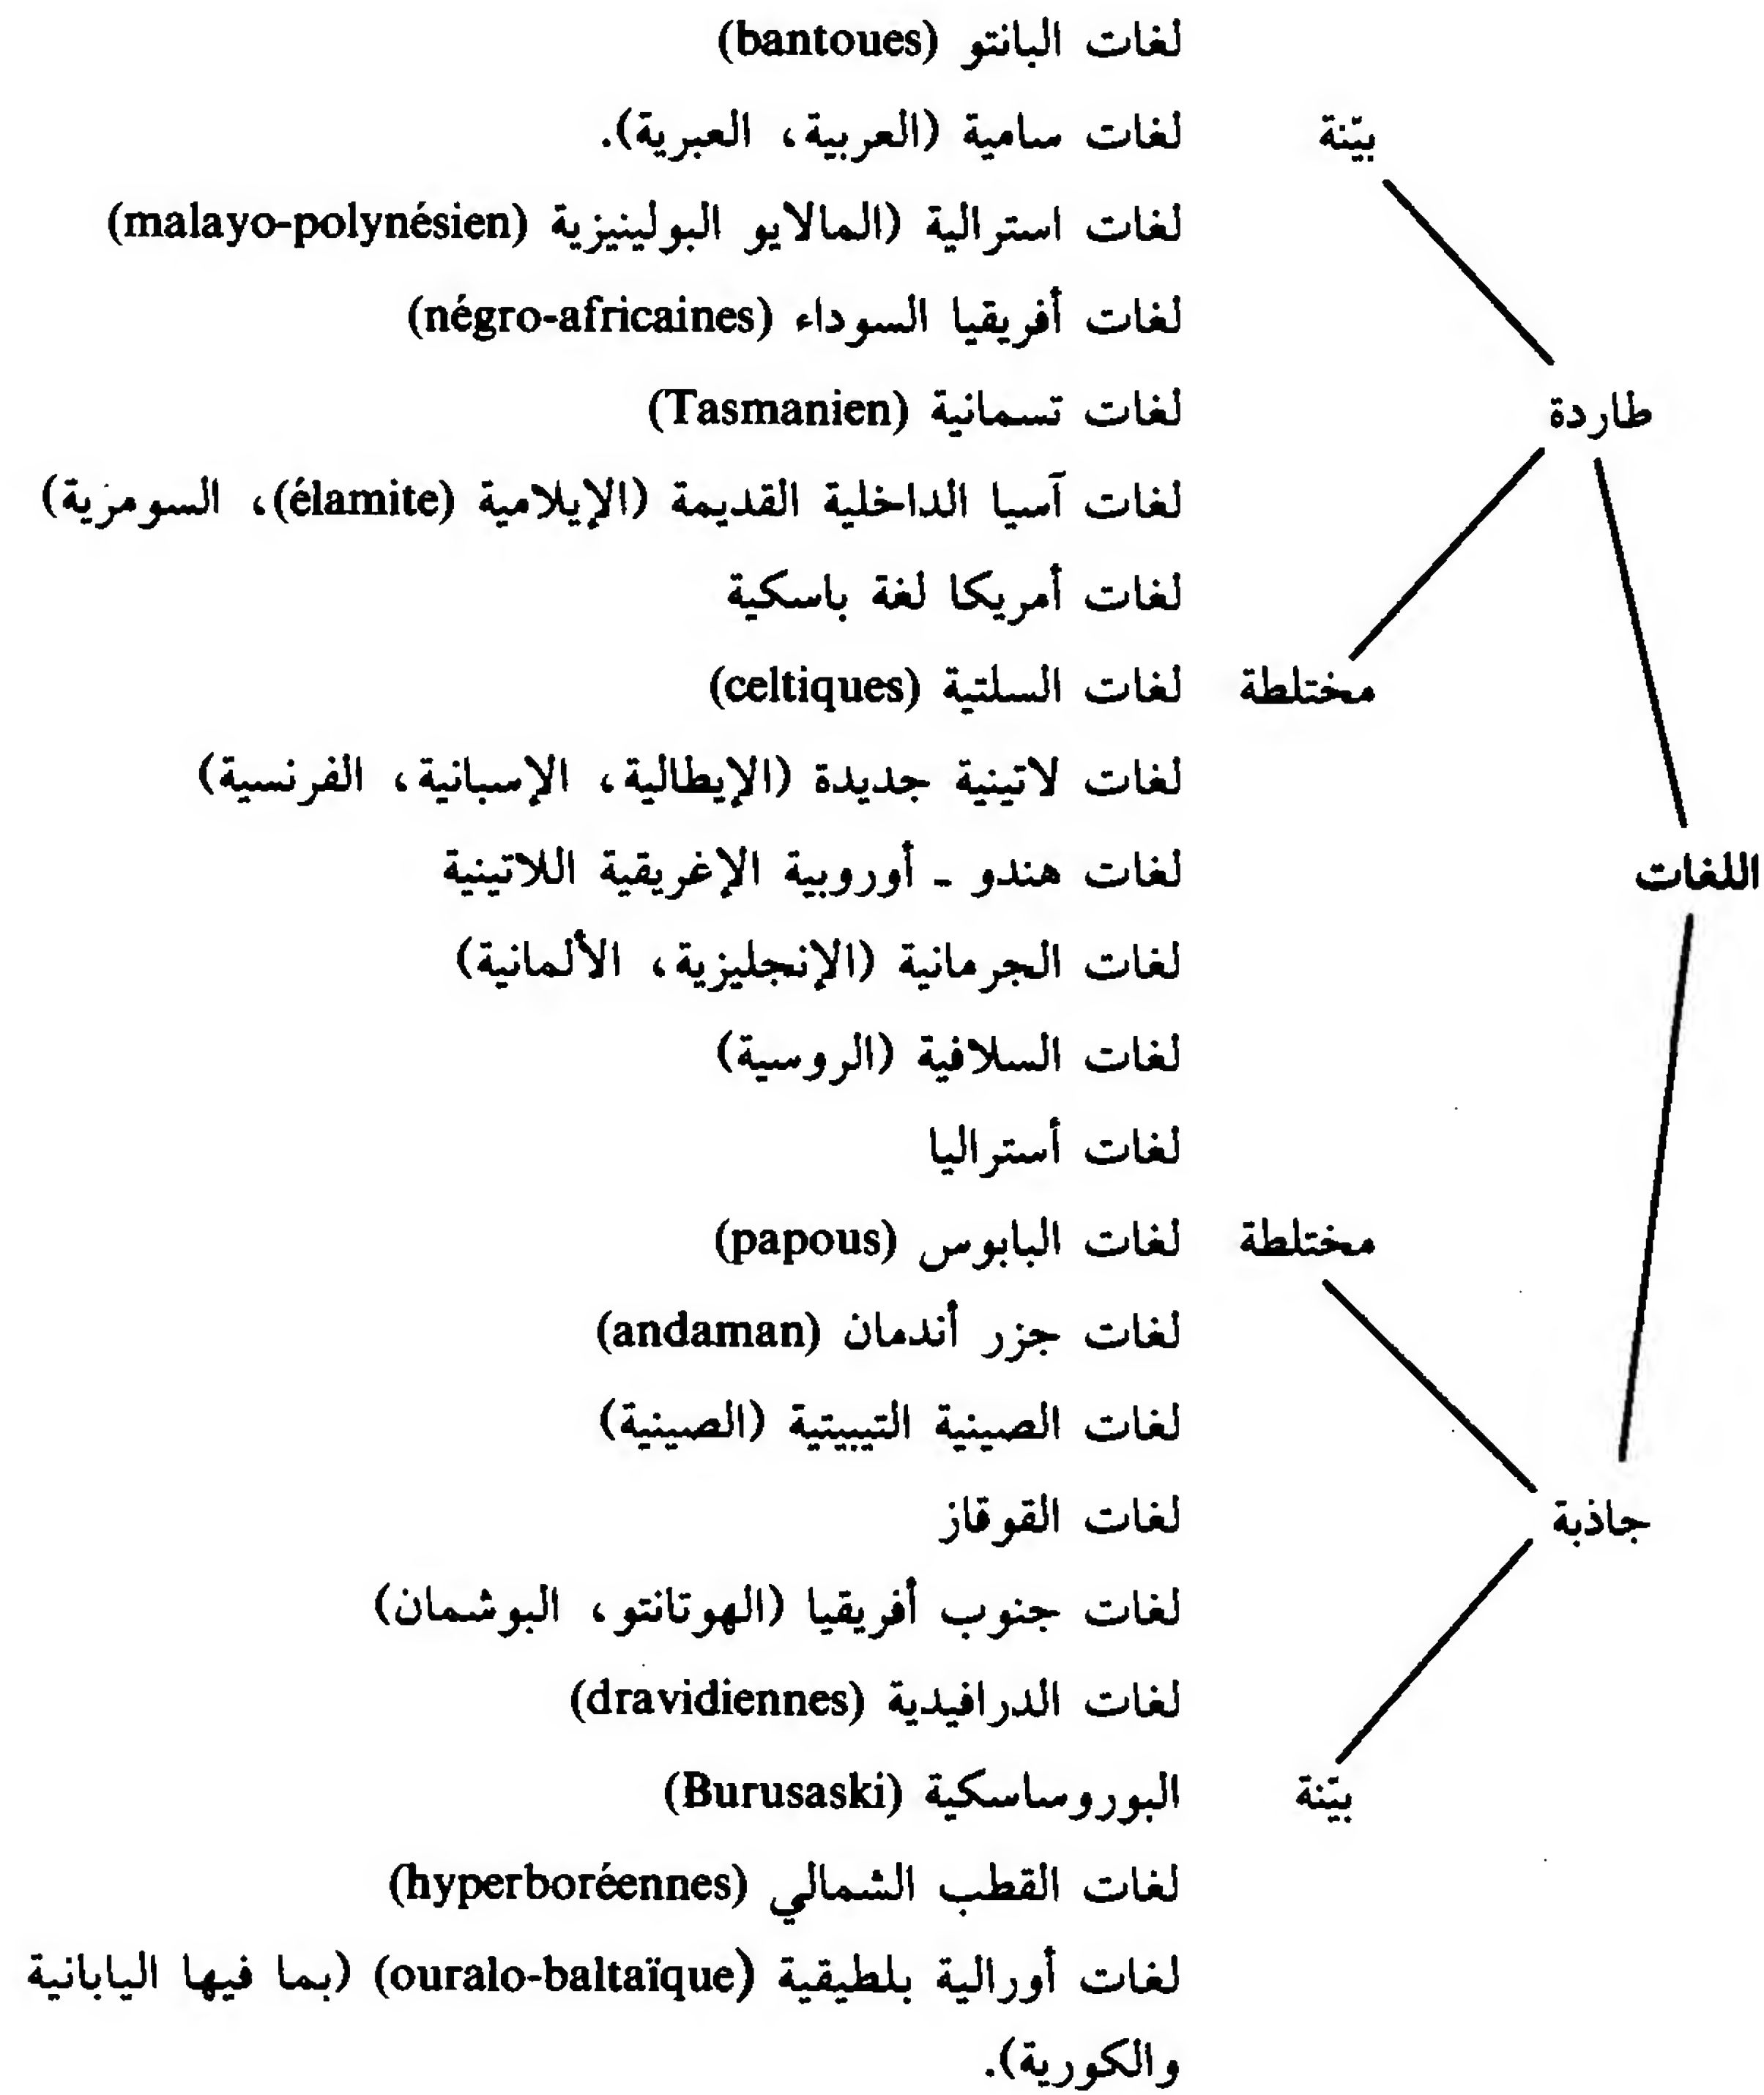 لغات البانتو (bantoues)
بيّنة لغات سامية (العربية، العبرية).
لغات استرالية (المالايو البولينيزية (malayo-polynésien)
لغات أفريقيا السوداء (négro-africaines)
طاردة لغات تسمانية (Tasmanien)
لغات آسيا الداخلية القديمة (الإيلامية (élamite)، السومزية)
لغات أمريكا لغة باسكية
مختلطة لغات السلتية (celtiques)
لغات لاتينية جديدة (الإيطالية، الإسبانية، الفرنسية)
اللغات لغات هندو - أوروبية الإغريقية اللاتينية
لغات الجرمانية (الإنجليزية، الألمانية)
لغات السلافية (الروسية)
لغات أستراليا
مختلطة لغات البابوس (papous)
لغات جزر أندمان (andaman)
لغات الصينية التيبيتية (الصينية)
جاذبة لغات القوقاز
لغات جنوب أفريقيا (الهوتانتو، البوشمان)
لغات الدرافيدية (dravidiennes)
بيّنة البوروساسكية (Burusaski)
لغات القطب الشمالي (hyperboréennes)
لغات أورالية بلطيقية (ouralo-baltaïque) (بما فيها اليابانية
والكورية).